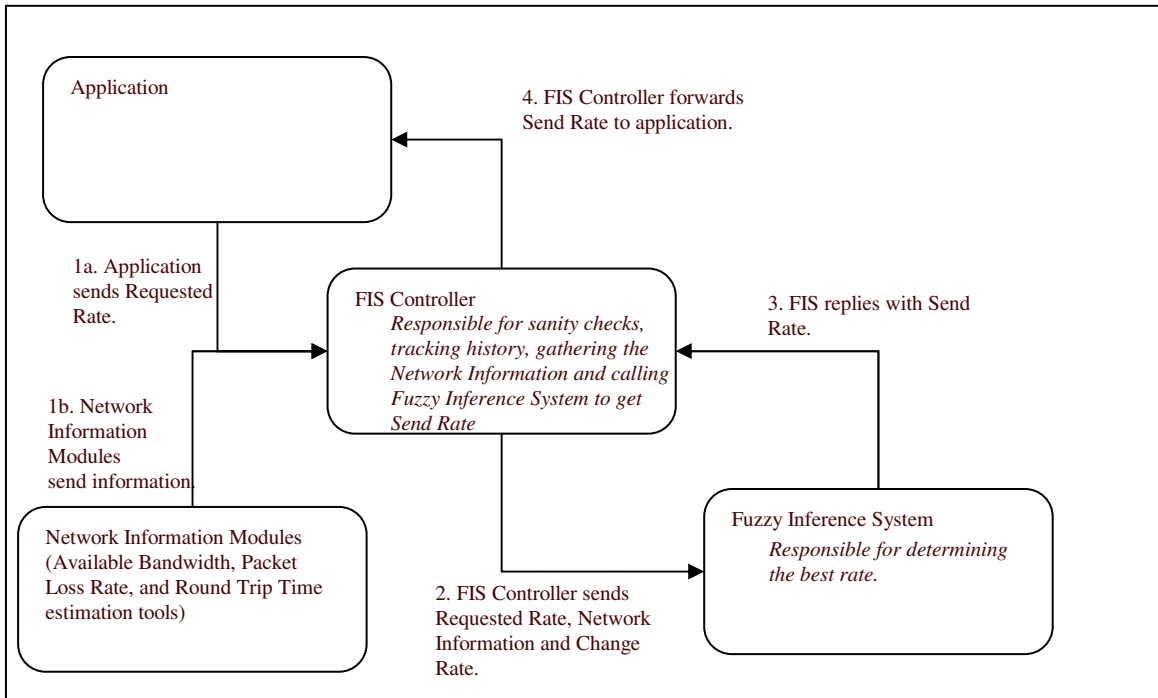 Application
4. FIS Controller forwards
Send Rate to application.
1a. Application
sends Requested
Rate.
FIS Controller
Responsible for sanity checks,
tracking history, gathering the
Network Information and calling
Fuzzy Inference System to get
Send Rate
3. FIS replies with Send
Rate.
1b. Network
Information
Modules
send information.
Network Information Modules
(Available Bandwidth, Packet
Loss Rate, and Round Trip Time
estimation tools)
2. FIS Controller sends
Requested Rate, Network
Information and Change
Rate.
Fuzzy Inference System
Responsible for determining
the best rate.